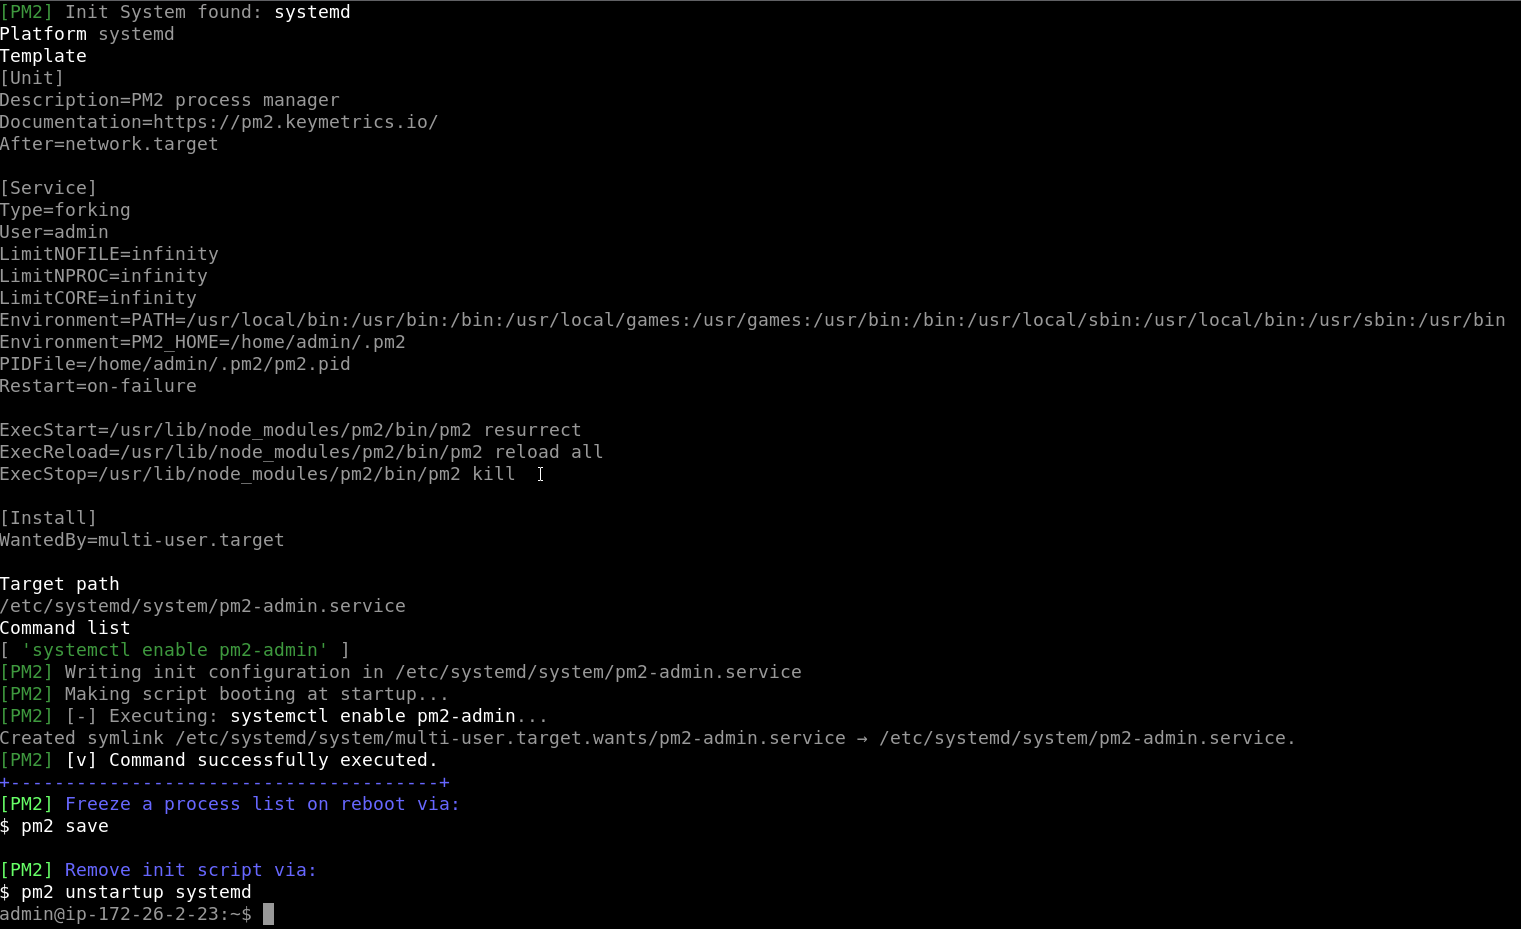 [PM2] Init System found: systemd
Platform systemd
Template
[Unit]
Description=PM2 process manager
Documentation=https://pm2.keymetrics.io/
After=network.target

[Service]
Type=forking
User=admin
LimitNOFILE=infinity
LimitNPROC=infinity
LimitCORE=infinity
Environment=PATH=/usr/local/bin:/usr/bin:/bin:/usr/local/games:/usr/games:/usr/bin:/bin:/usr/local/sbin:/usr/local/bin:/usr/sbin:/usr/bin
Environment=PM2_HOME=/home/admin/.pm2
PIDFile=/home/admin/.pm2/pm2.pid
Restart=on-failure

ExecStart=/usr/lib/node_modules/pm2/bin/pm2 resurrect
ExecReload=/usr/lib/node_modules/pm2/bin/pm2 reload all
ExecStop=/usr/lib/node_modules/pm2/bin/pm2 kill

[Install]
WantedBy=multi-user.target

Target path
/etc/systemd/system/pm2-admin.service
Command list
[ 'systemctl enable pm2-admin' ]
[PM2] Writing init configuration in /etc/systemd/system/pm2-admin.service
[PM2] Making script booting at startup...
[PM2] [-] Executing: systemctl enable pm2-admin...
Created symlink /etc/systemd/system/multi-user.target.wants/pm2-admin.service → /etc/systemd/system/pm2-admin.service.
[PM2] [v] Command successfully executed.
+---------------------------------------+
[PM2] Freeze a process list on reboot via:
$ pm2 save

[PM2] Remove init script via:
$ pm2 unstartup systemd
admin@ip-172-26-2-23:~$